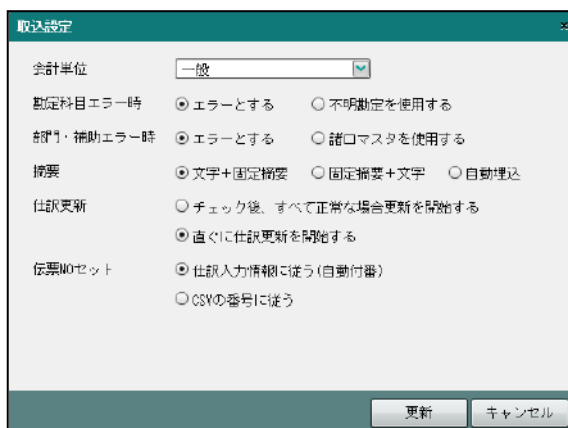 取込設定
会計単位 一般
勘定科目エラー時 エラーとする 不明勘定を使用する
部門・補助エラー時 エラーとする 諸口マスタを使用する
摘要 文字+固定摘要 固定摘要+文字 自動埋込
仕訳更新 チェック後、すべて正常な場合更新を開始する
直ぐに仕訳更新を開始する
伝票NOセット 仕訳入力情報に従う(自動付番)
CSVの番号に従う
更新 キャンセル